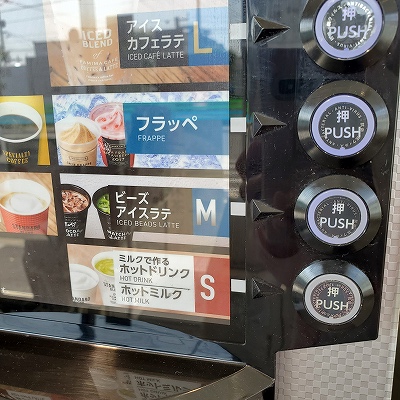 ICED
BLEND
アイス
カフェラテ
ICED CAFÉ LATTE
L
押
PUSH
フラッペ
FRAPPE
押
PUSH
COFFEE
ビーズ
アイスラテ
ICED BEADS LATTE
M
押
PUSH
ミルクで作る
ホットドリンク
HOT DRINK
ホットミルク
HOT MILK
S
押
PUSH